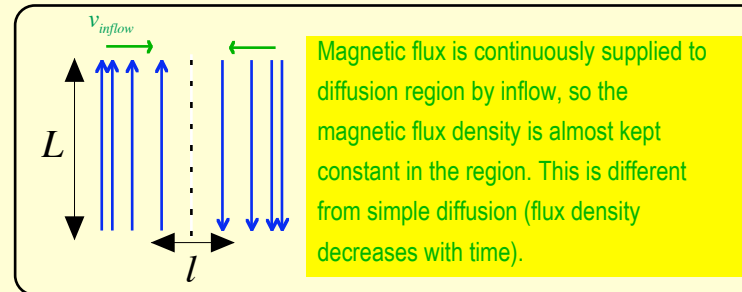 v_inflow
Magnetic flux is continuously supplied to
diffusion region by inflow, so the
magnetic flux density is almost kept
constant in the region. This is different
from simple diffusion (flux density
decreases with time).
L
l